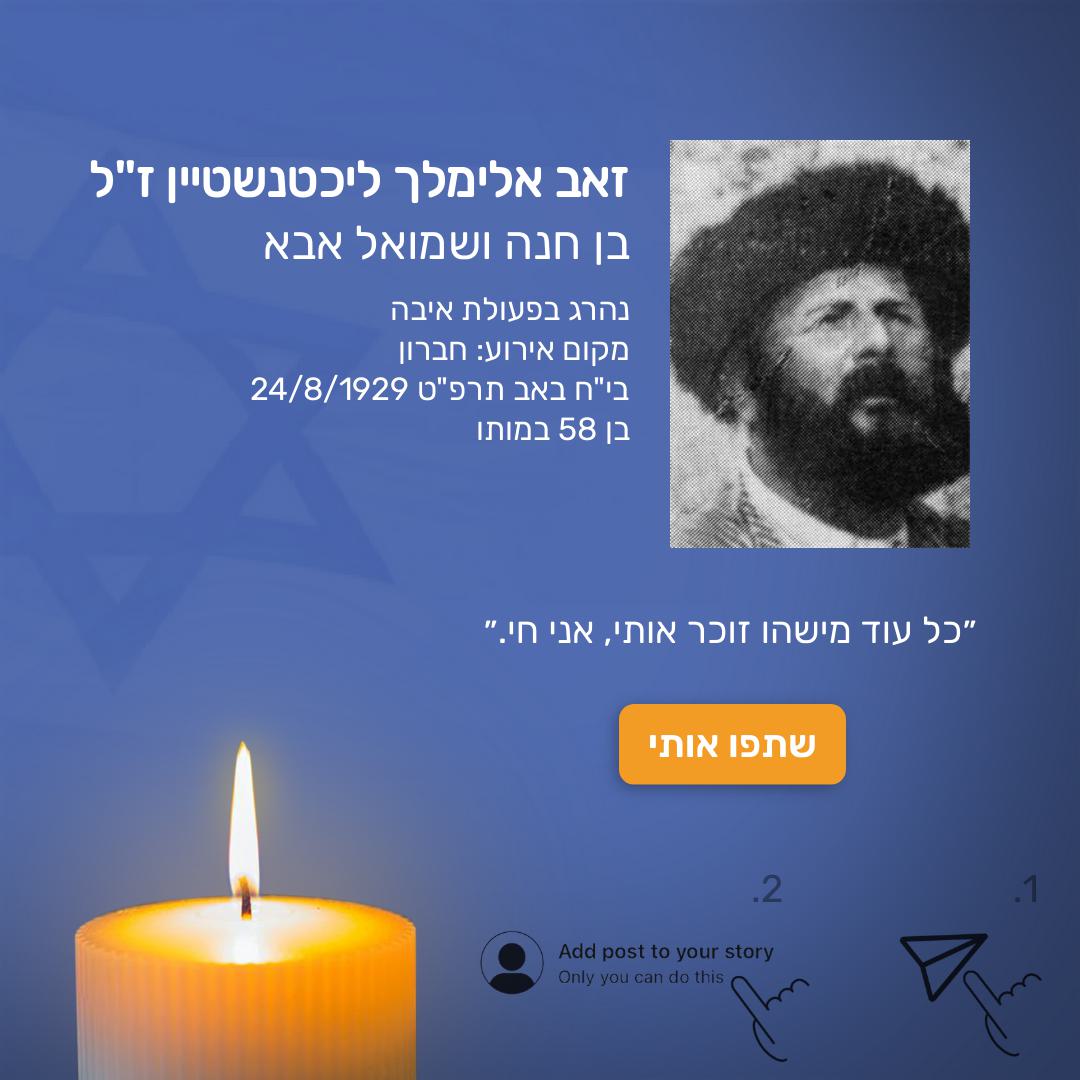 זאב אלימלך ליכטנשטיין ז"ל
בן חנה ושמואל אבא
נהרג בפעולת איבה
מקום אירוע: חברון
בי"ח באב תרפ"ט 24/8/1929
בן 58 במותו
״כל עוד מישהו זוכר אותי, אני חי.״
שתפו אותי
1.
2.
Add post to your story
Only you can do this